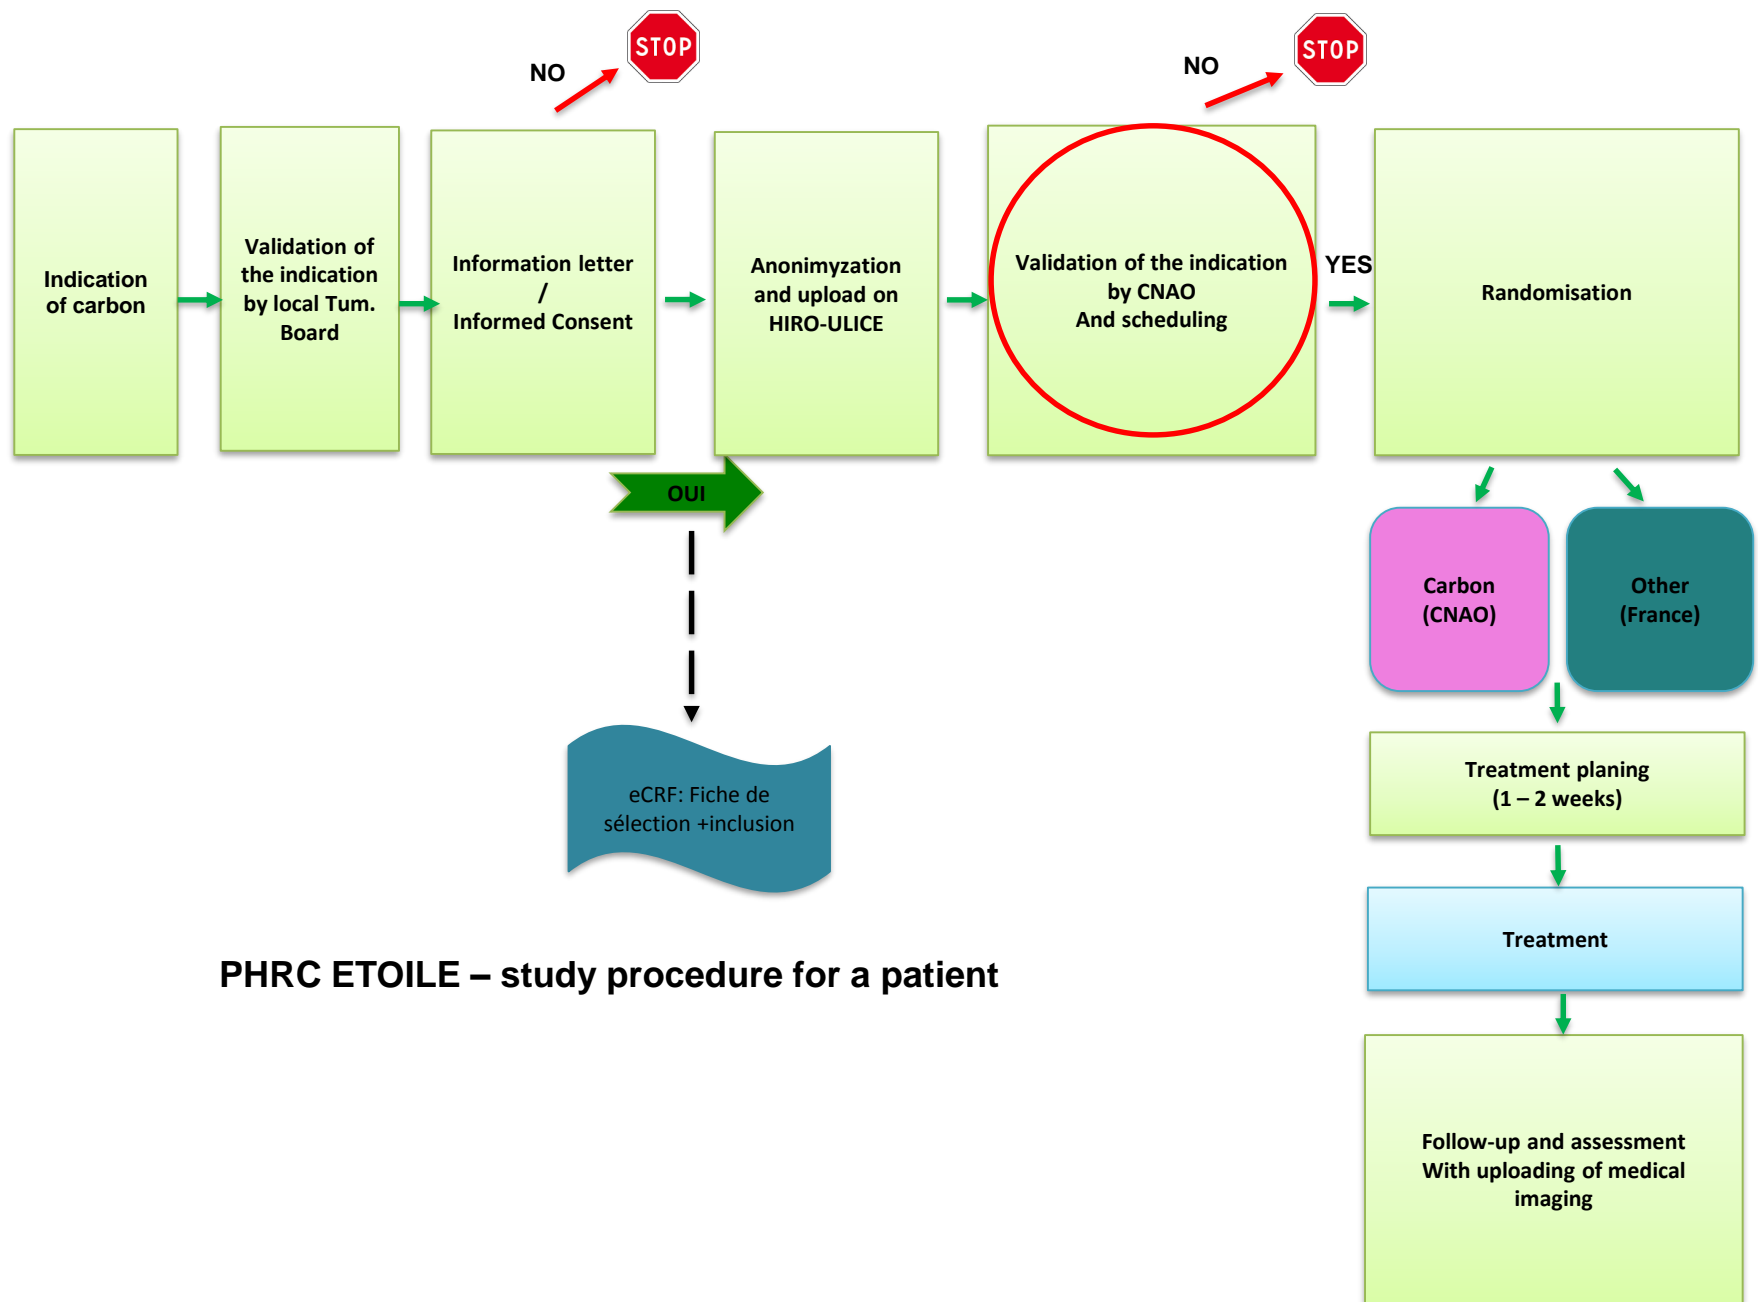 NO
STOP
NO
STOP
Indication
of carbon
Validation of
the indication
by local Tum.
Board
Information letter
/
Informed Consent
Anonimyzation
and upload on
HIRO-ULICE
Validation of the indication
by CNAO
And scheduling
YES
Randomisation
OUI
Carbon
(CNAO)
Other
(France)
eCRF: Fiche de
sélection +inclusion
Treatment planing
(1 – 2 weeks)
Treatment
PHRC ETOILE – study procedure for a patient
Follow-up and assessment
With uploading of medical
imaging